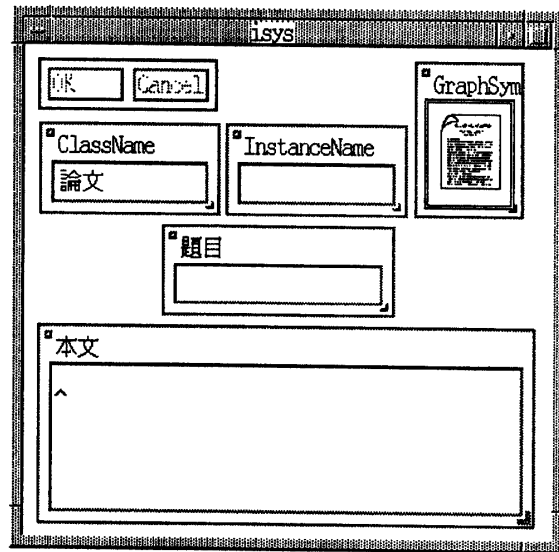 isys
OK Cancel
GraphSym
ClassName
InstanceName
論文
題目
本文
^